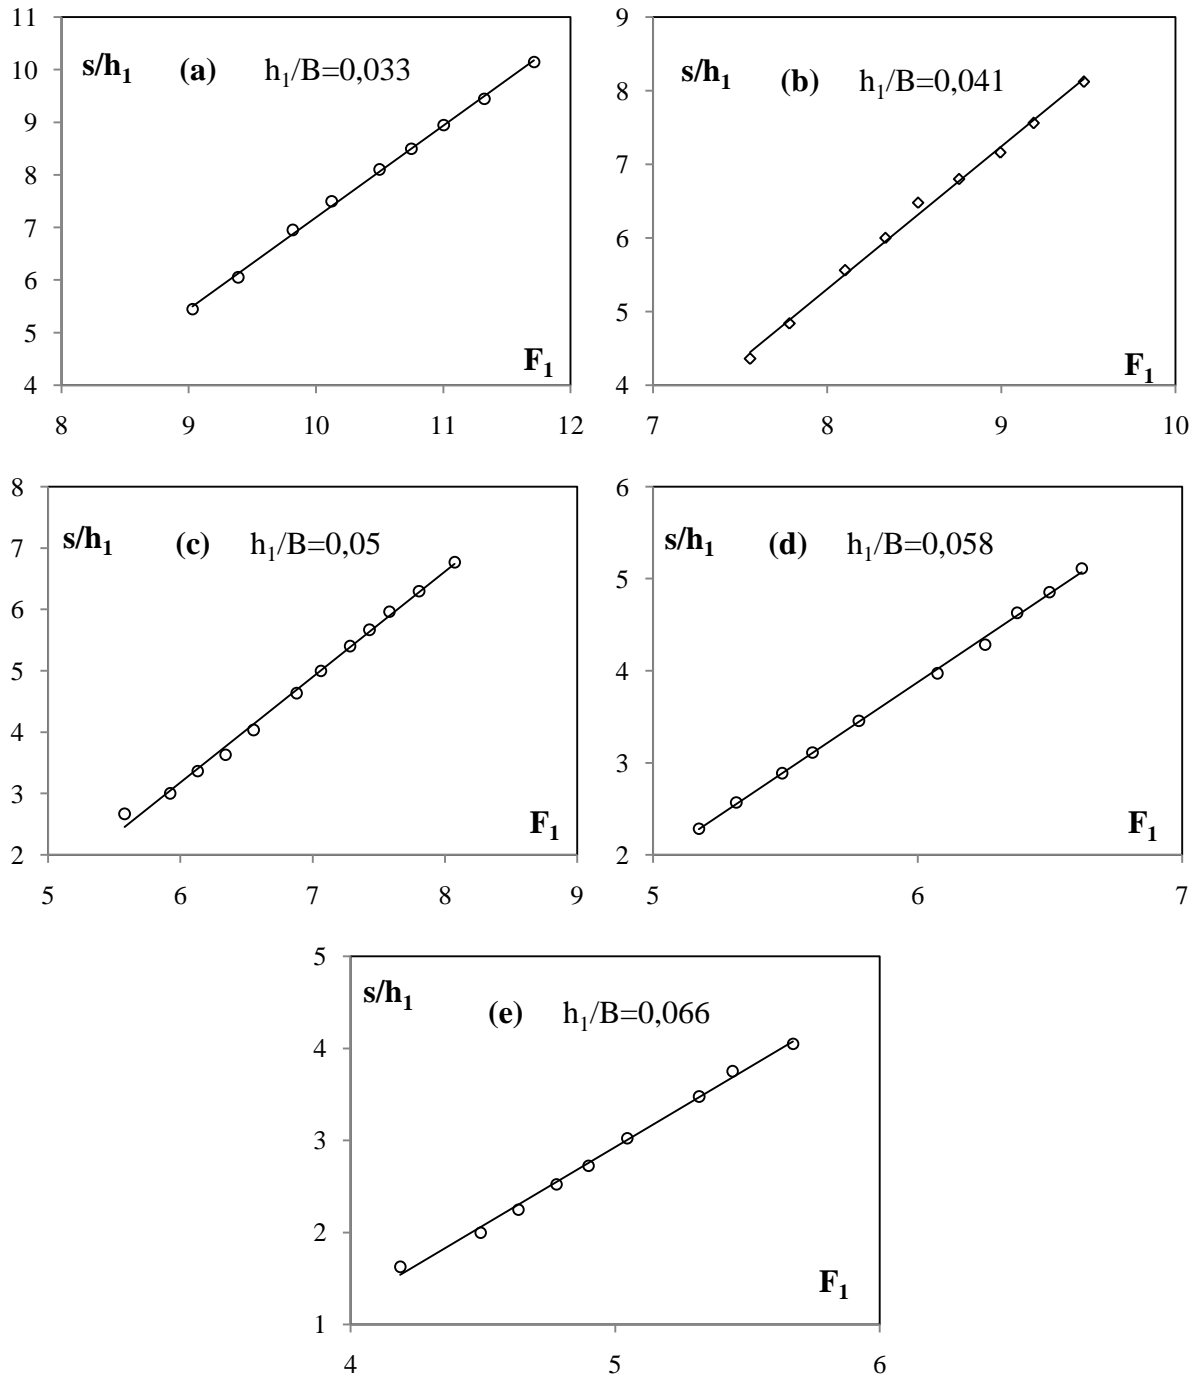 11
s/h₁ (a) h₁/B=0,033
10
9
8
7
6
5
F₁
4
8 9 10 11 12
9
s/h₁ (b) h₁/B=0,041
8
7
6
5
F₁
4
7 8 9 10
8
s/h₁ (c) h₁/B=0,05
7
6
5
4
3
F₁
2
5 6 7 8 9
6
s/h₁ (d) h₁/B=0,058
5
4
3
F₁
2
5 6 7
5
s/h₁ (e) h₁/B=0,066
4
3
2
F₁
1
4 5 6